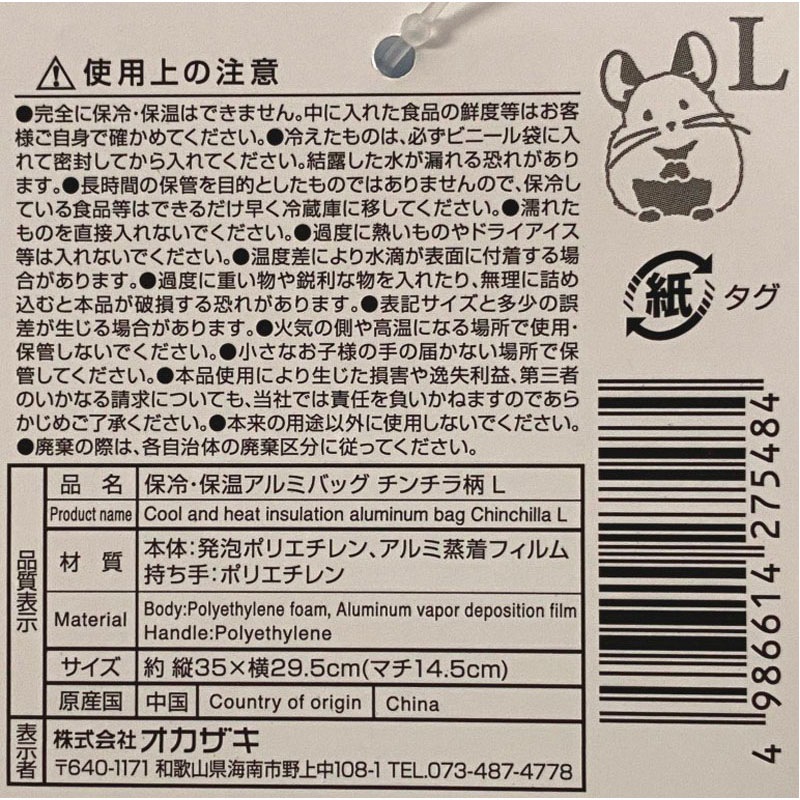 使用上の注意
L
●完全に保冷・保温はできません。中に入れた食品の鮮度等はお客
様ご自身で確かめてください。●冷えたものは、必ずビニール袋に入
れて密封してから入れてください。結露した水が漏れる恐れがあり
ます。●長時間の保管を目的としたものではありませんので、保冷し
ている食品等はできるだけ早く冷蔵庫に移してください。●濡れた
ものを直接入れないでください。●過度に熱いものやドライアイス
等は入れないでください。●温度差により水滴が表面に付着する場
合があります。●過度に重い物や鋭利な物を入れたり、無理に詰め
込むと本品が破損する恐れがあります。●表記サイズと多少の誤
差が生じる場合があります。●火気の側や高温になる場所で使用・
保管しないでください。●小さなお子様の手の届かない場所で保
管してください。●本品使用により生じた損害や逸失利益、第三者
のいかなる請求についても、当社では責任を負いかねますのであら
かじめご了承ください。●本来の用途以外に使用しないでください。
●廃棄の際は、各自治体の廃棄区分に従ってください。
紙 タグ
品質表示
品 名 保冷・保温アルミバッグ チンチラ柄 L
Product name Cool and heat insulation aluminum bag Chinchilla L
材 質 本体：発泡ポリエチレン、アルミ蒸着フィルム
持ち手：ポリエチレン
Material Body:Polyethylene foam, Aluminum vapor deposition film
Handle:Polyethylene
サイズ 約 縦35×横29.5cm(マチ14.5cm)
原産国 中国 Country of origin China
表示者
株式会社オカザキ
〒640-1171 和歌山県海南市野上中108-1 TEL.073-487-4778
4 986614 275484